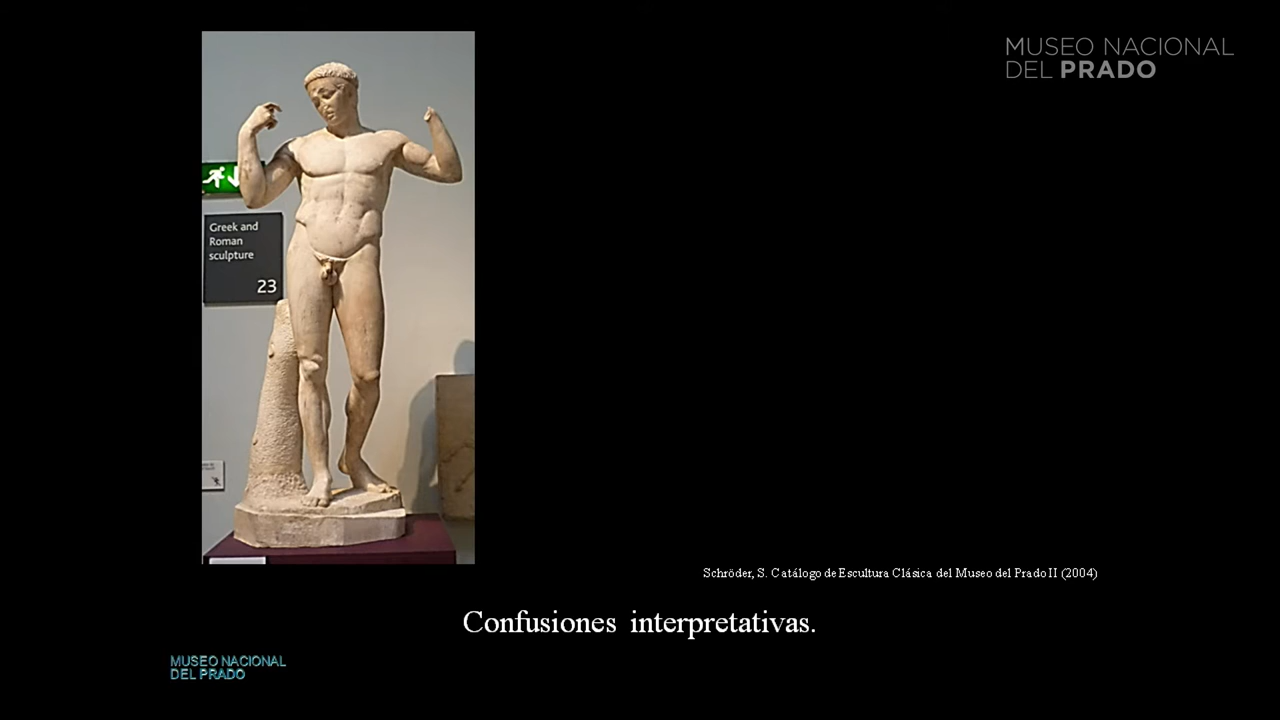 MUSEO NACIONAL
DEL PRADO
Greek and
Roman
sculpture
23
Schröder, S. Catálogo de Escultura Clásica del Museo del Prado II (2004)
Confusiones interpretativas.
MUSEO NACIONAL
DEL PRADO